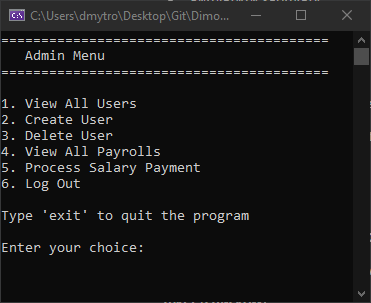 C:\Users\dmytro\Desktop\Git\Dimo...
=========================================
Admin Menu
=========================================
1. View All Users
2. Create User
3. Delete User
4. View All Payrolls
5. Process Salary Payment
6. Log Out
Type 'exit' to quit the program
Enter your choice: